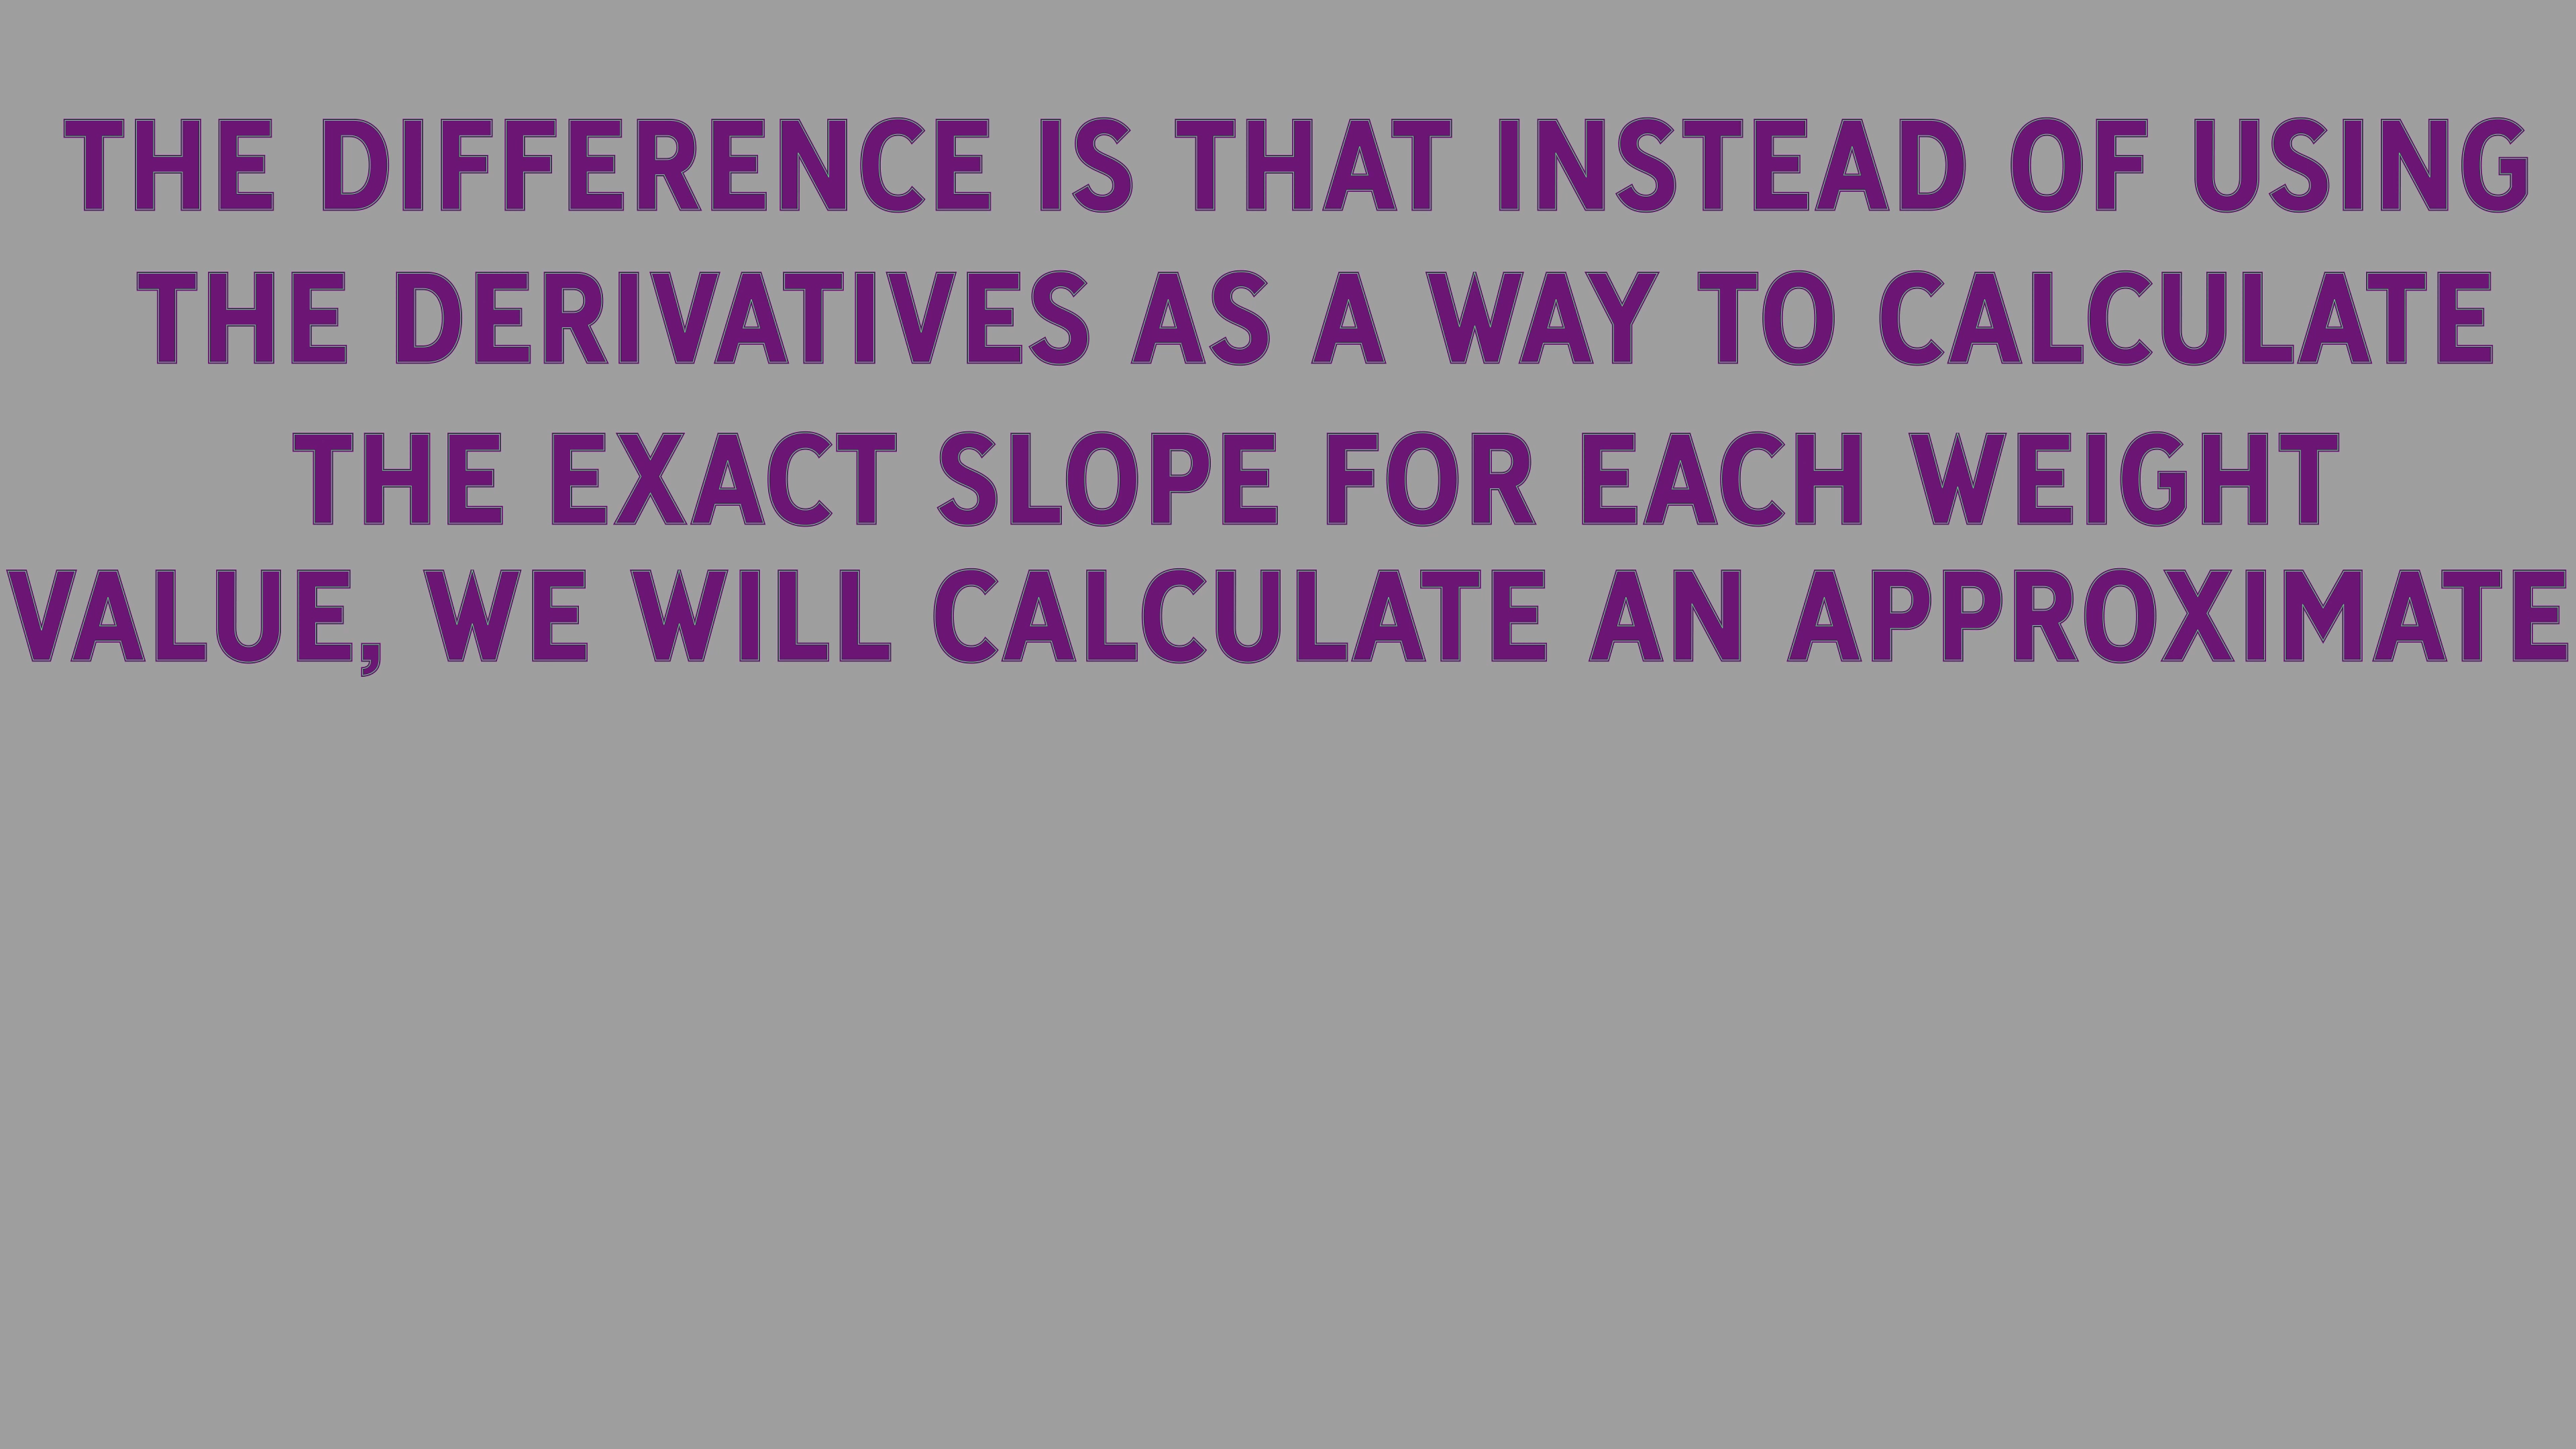 THE DIFFERENCE IS THAT INSTEAD OF USING
THE DERIVATIVES AS A WAY TO CALCULATE
THE EXACT SLOPE FOR EACH WEIGHT
VALUE, WE WILL CALCULATE AN APPROXIMATE